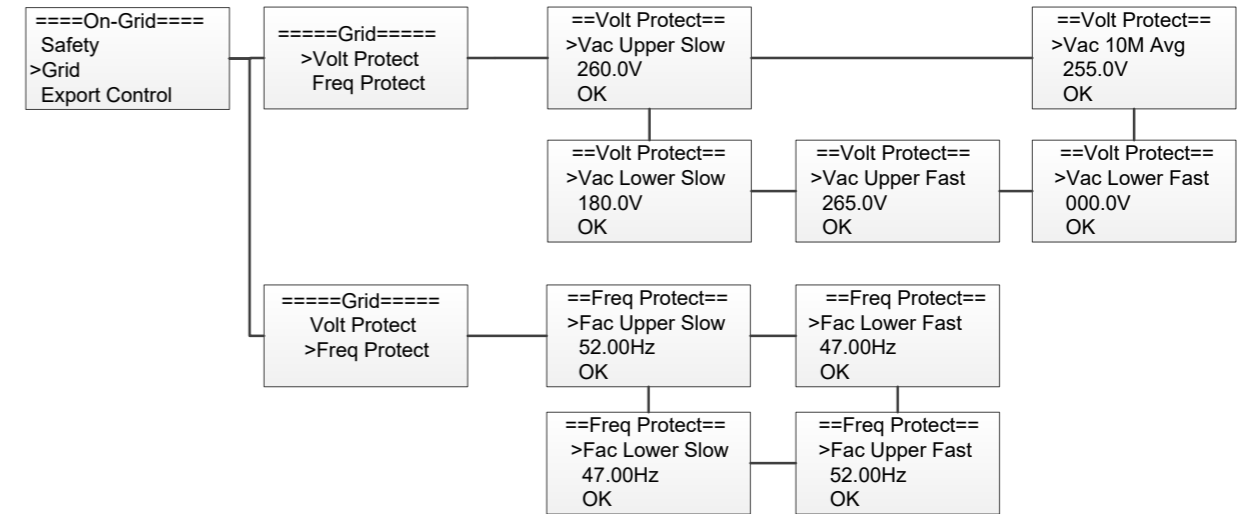 ====On-Grid====
Safety
>Grid
Export Control
=====Grid=====
>Volt Protect
Freq Protect
==Volt Protect==
>Vac Upper Slow
260.0V
OK
==Volt Protect==
>Vac 10M Avg
255.0V
OK
==Volt Protect==
>Vac Lower Slow
180.0V
OK
==Volt Protect==
>Vac Upper Fast
265.0V
OK
==Volt Protect==
>Vac Lower Fast
000.0V
OK
=====Grid=====
Volt Protect
>Freq Protect
==Freq Protect==
>Fac Upper Slow
52.00Hz
OK
==Freq Protect==
>Fac Lower Fast
47.00Hz
OK
==Freq Protect==
>Fac Lower Slow
47.00Hz
OK
==Freq Protect==
>Fac Upper Fast
52.00Hz
OK